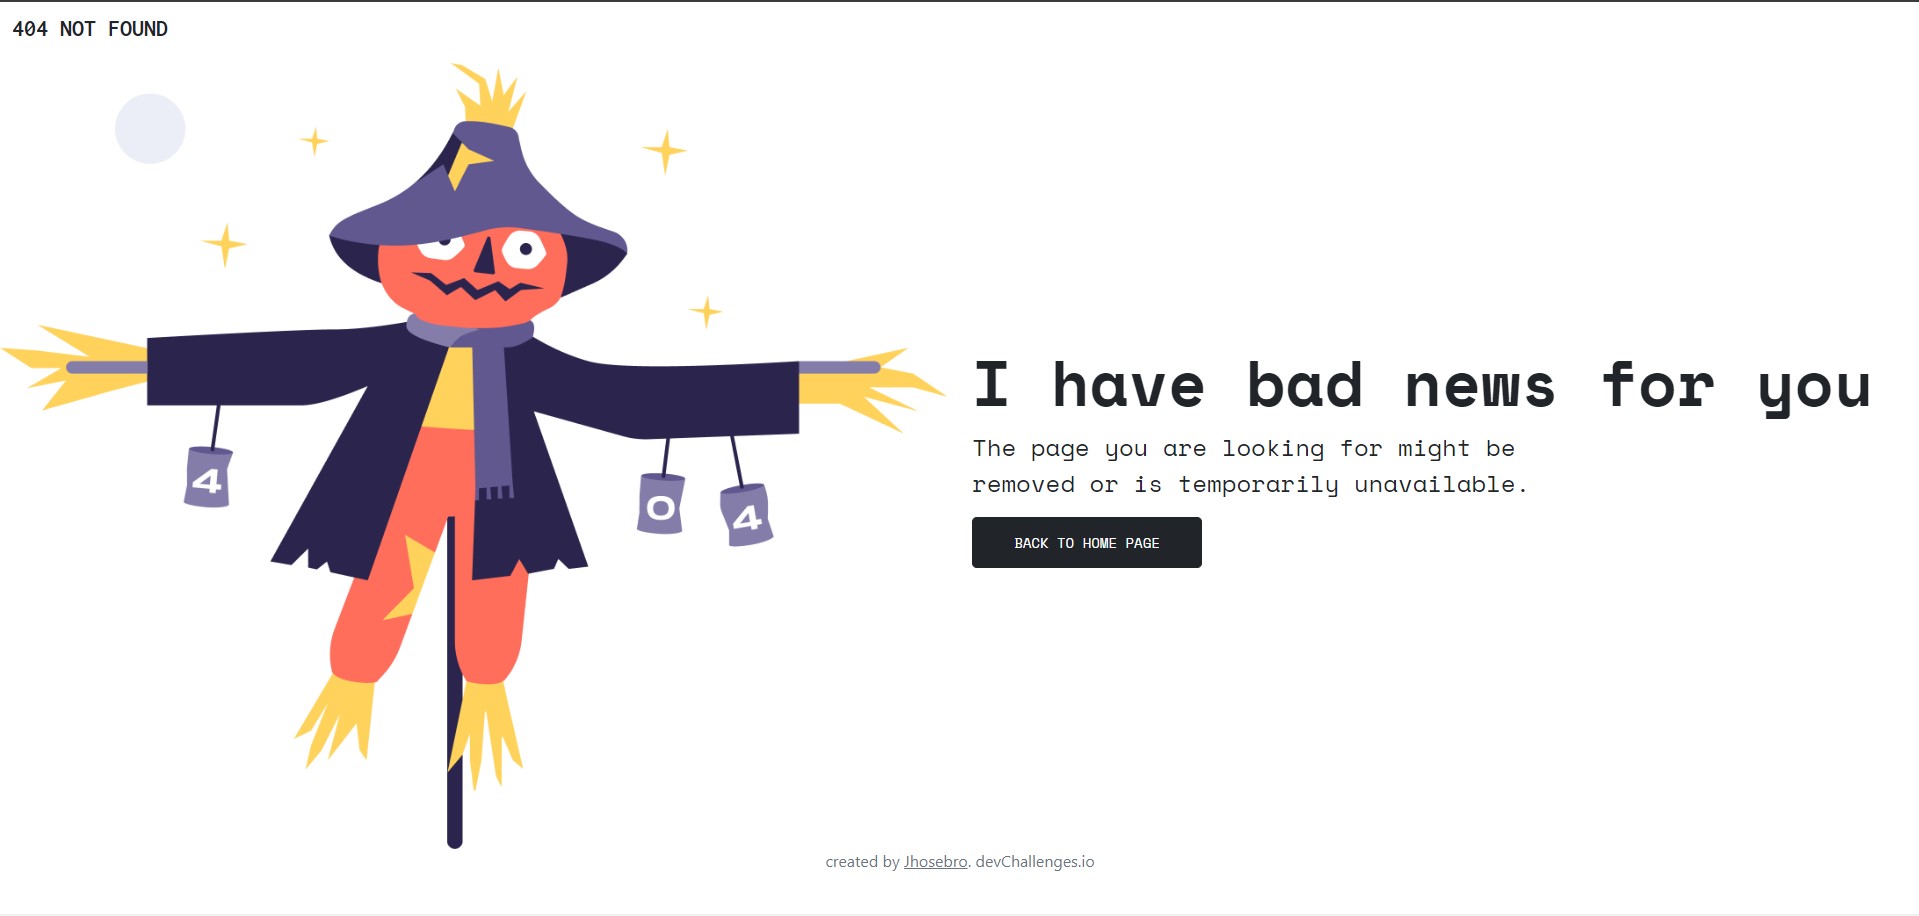 404 NOT FOUND
4
0
4
I have bad news for you
The page you are looking for might be
removed or is temporarily unavailable.
BACK TO HOME PAGE
created by Jhosebro. devChallenges.io